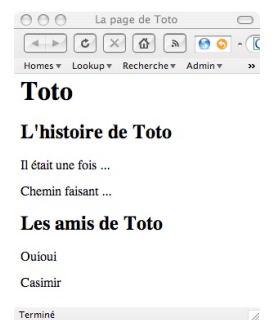 La page de Toto
Homes Lookup Recherche Admin »
Toto
L'histoire de Toto
Il était une fois ...
Chemin faisant ...
Les amis de Toto
Ouioui
Casimir
Terminé